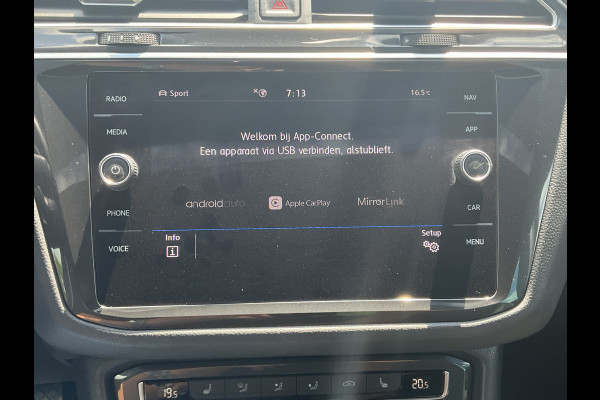 Sport 7:13 16.5°C
RADIO
MEDIA
PHONE
VOICE
NAV
APP
CAR
MENU
Welkom bij App-Connect.
Een apparaat via USB verbinden, alstublieft.
androidauto Apple CarPlay MirrorLink
Info Setup
19.5 20.5